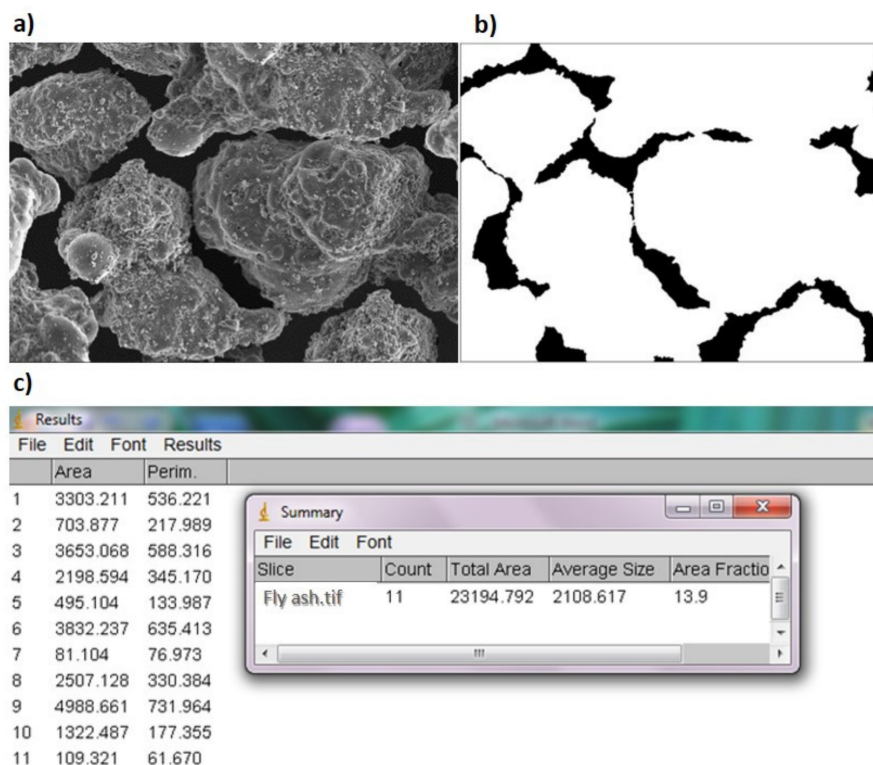 a)
b)
c)
Results
File Edit Font Results
Area Perim.
1 3303.211 536.221
2 703.877 217.989
3 3653.068 588.316
4 2198.594 345.170
5 495.104 133.987
6 3832.237 635.413
7 81.104 76.973
8 2507.128 330.384
9 4988.661 731.964
10 1322.487 177.355
11 109.321 61.670
Summary
File Edit Font
Slice Count Total Area Average Size Area Fractio
Fly ash.tif 11 23194.792 2108.617 13.9